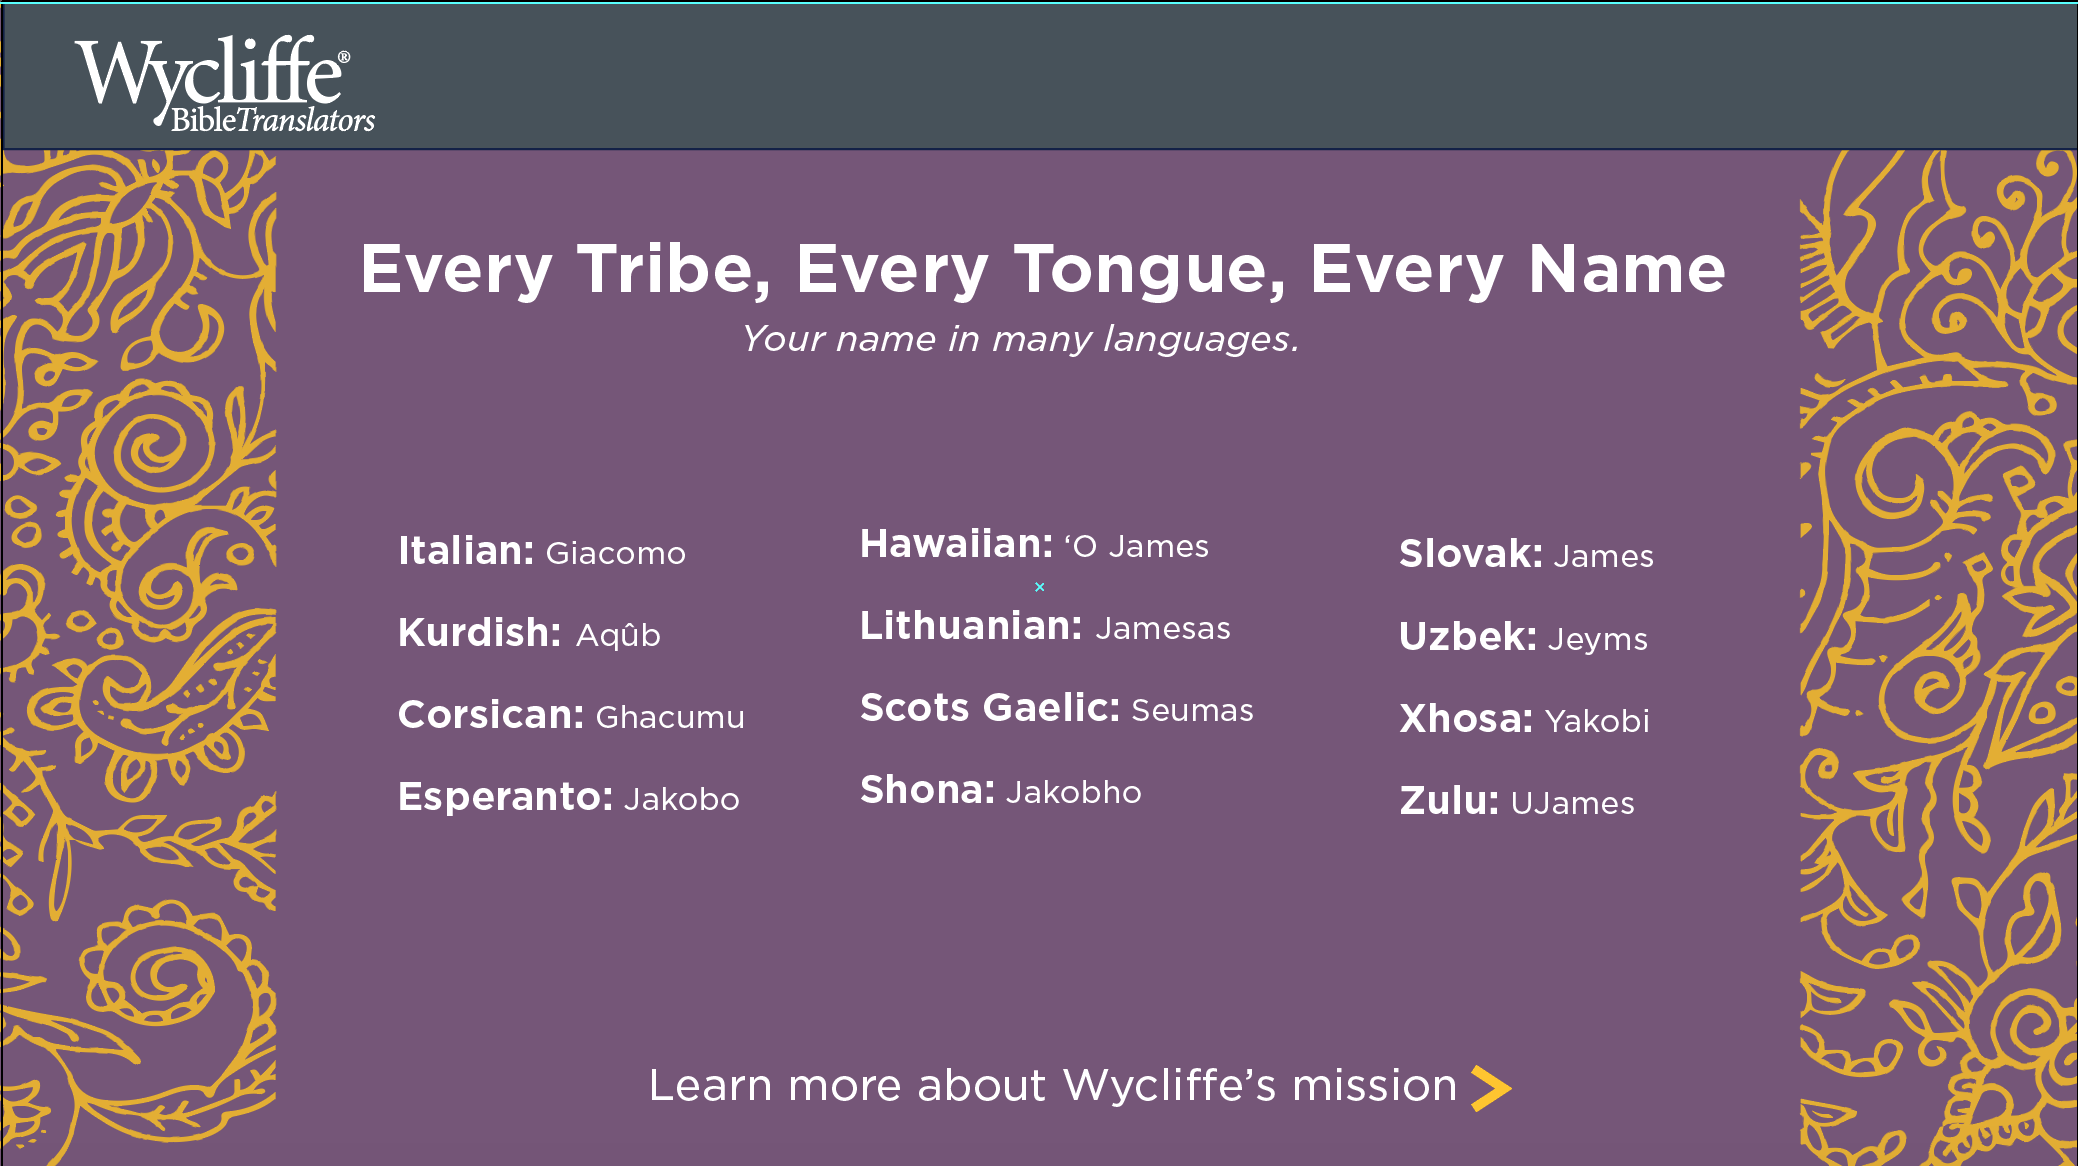 Wycliffe®
BibleTranslators
Every Tribe, Every Tongue, Every Name
Your name in many languages.
Italian: Giacomo
Kurdish: Aqûb
Corsican: Ghacumu
Esperanto: Jakobo
Hawaiian: ‘O James
Lithuanian: Jamesas
Scots Gaelic: Seumas
Shona: Jakobho
Slovak: James
Uzbek: Jeyms
Xhosa: Yakobi
Zulu: UJames
Learn more about Wycliffe’s mission